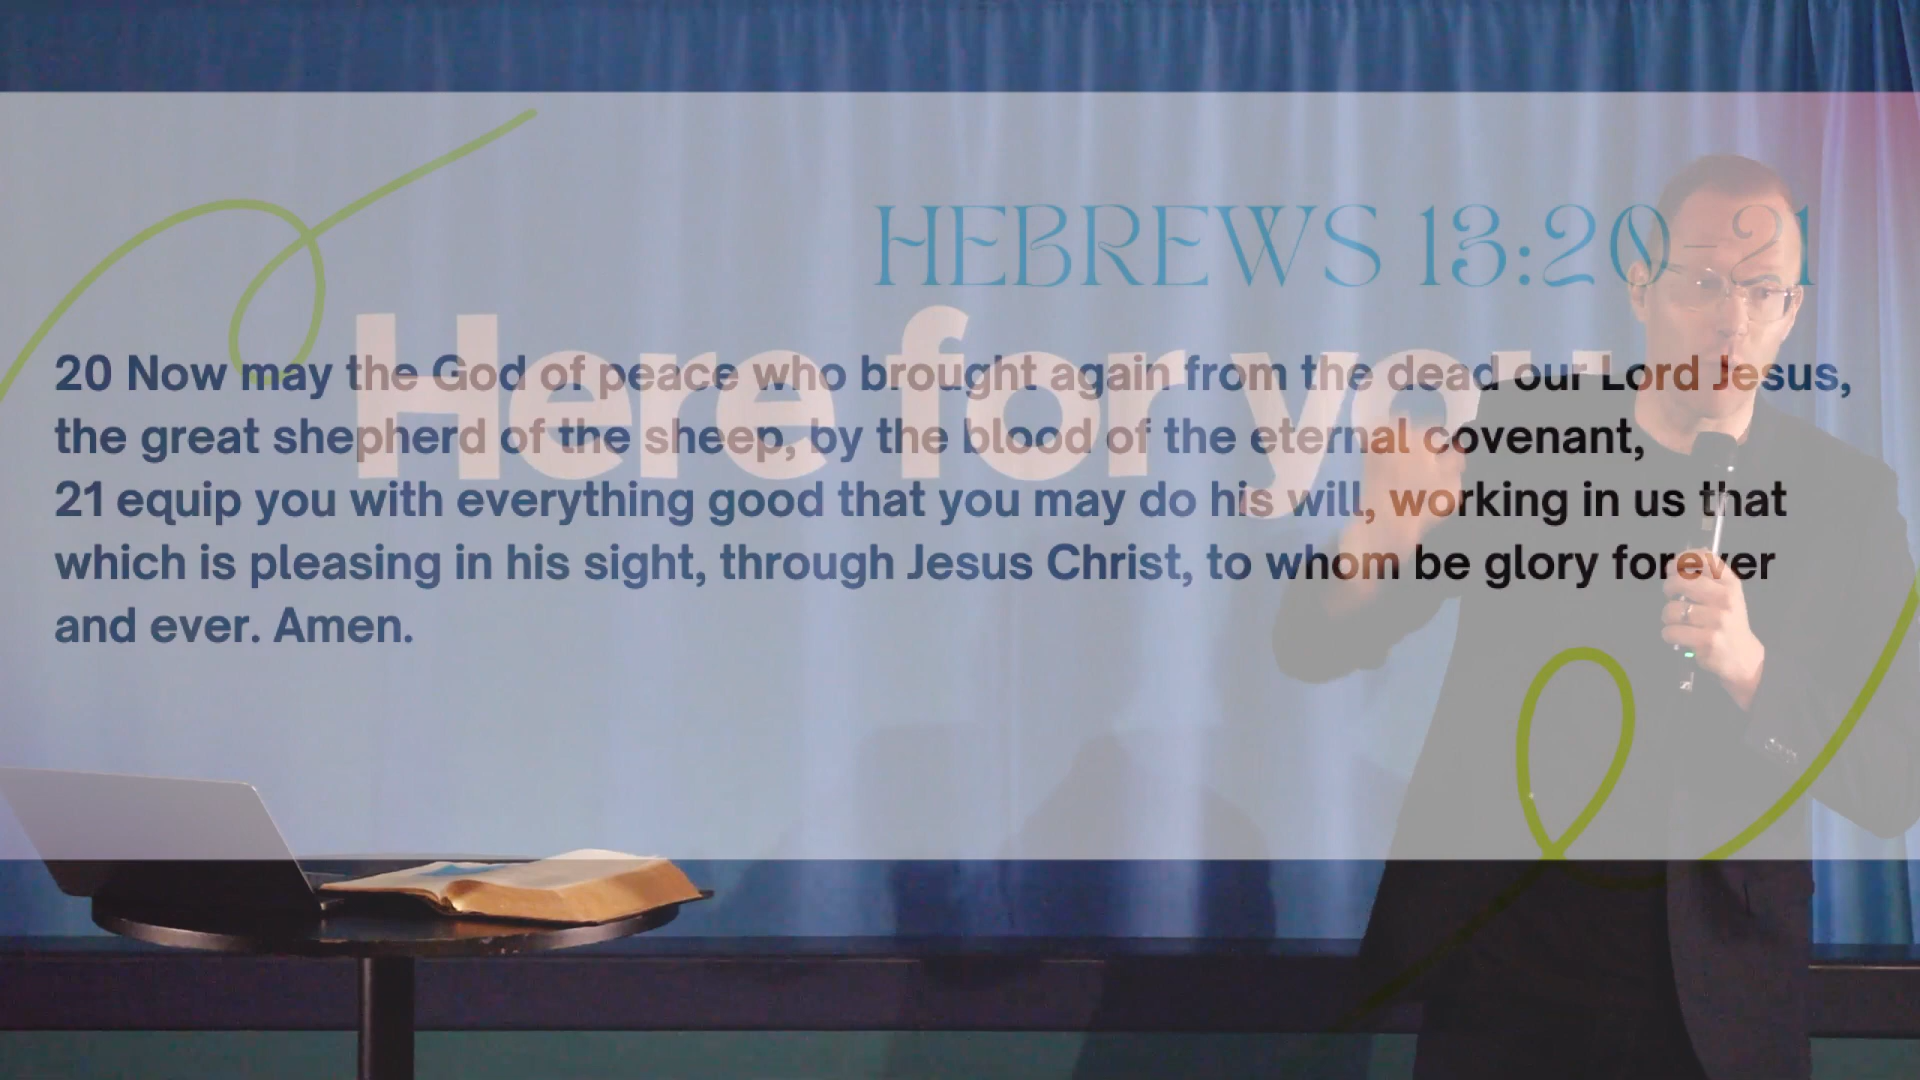 HEBREWS 13:20-21
Here for you
20 Now may the God of peace who brought again from the dead our Lord Jesus,
the great shepherd of the sheep, by the blood of the eternal covenant,
21 equip you with everything good that you may do his will, working in us that
which is pleasing in his sight, through Jesus Christ, to whom be glory forever
and ever. Amen.